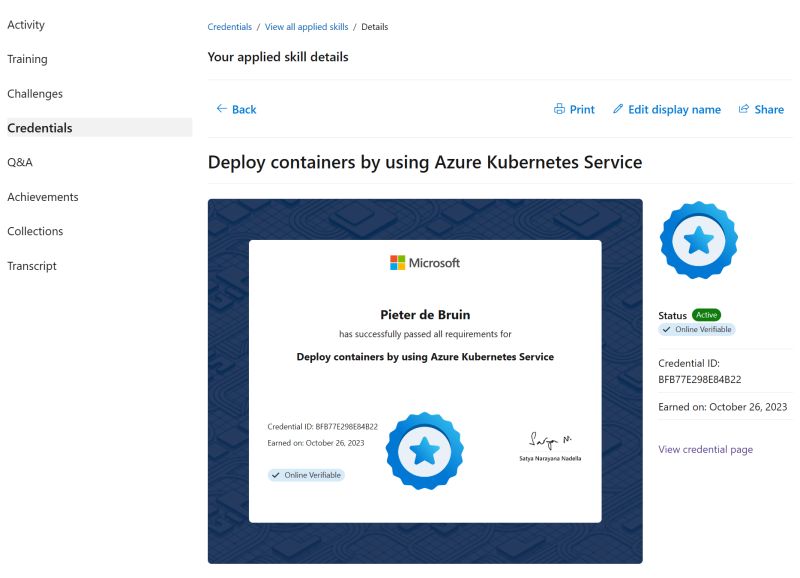 Activity
Training
Challenges
Credentials
Q&A
Achievements
Collections
Transcript
Credentials / View all applied skills / Details
Your applied skill details
Back
Print
Edit display name
Share
Deploy containers by using Azure Kubernetes Service
Microsoft
Pieter de Bruin
has successfully passed all requirements for
Deploy containers by using Azure Kubernetes Service
Credential ID: BFB77E298E84B22
Earned on: October 26, 2023
Online Verifiable
Satya N.
Satya Narayana Nadella
Status Active
Online Verifiable
Credential ID:
BFB77E298E84B22
Earned on: October 26, 2023
View credential page